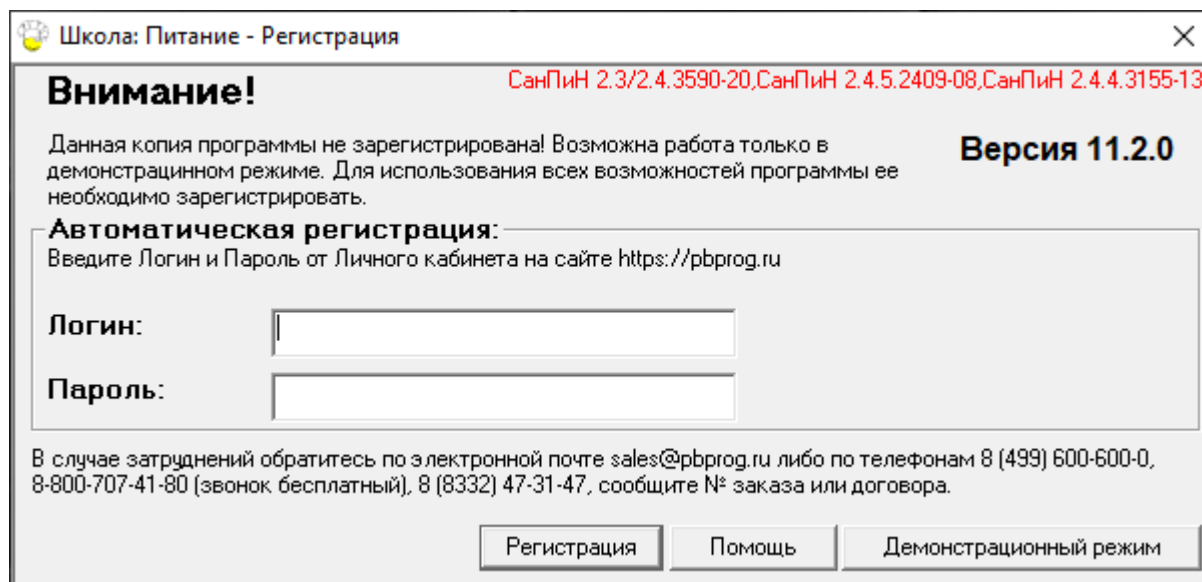 Школа: Питание - Регистрация
Внимание!
СанПиН 2.3/2.4.3590-20,СанПиН 2.4.5.2409-08,СанПиН 2.4.4.3155-13
Данная копия программы не зарегистрирована! Возможна работа только в
демонстрацинном режиме. Для использования всех возможностей программы ее
необходимо зарегистрировать.
Версия 11.2.0
Автоматическая регистрация:
Введите Логин и Пароль от Личного кабинета на сайте https://pbprog.ru
Логин:
Пароль:
В случае затруднений обратитесь по электронной почте sales@pbprog.ru либо по телефонам 8 (499) 600-600-0,
8-800-707-41-80 (звонок бесплатный), 8 (8332) 47-31-47, сообщите № заказа или договора.
Регистрация
Помощь
Демонстрационный режим